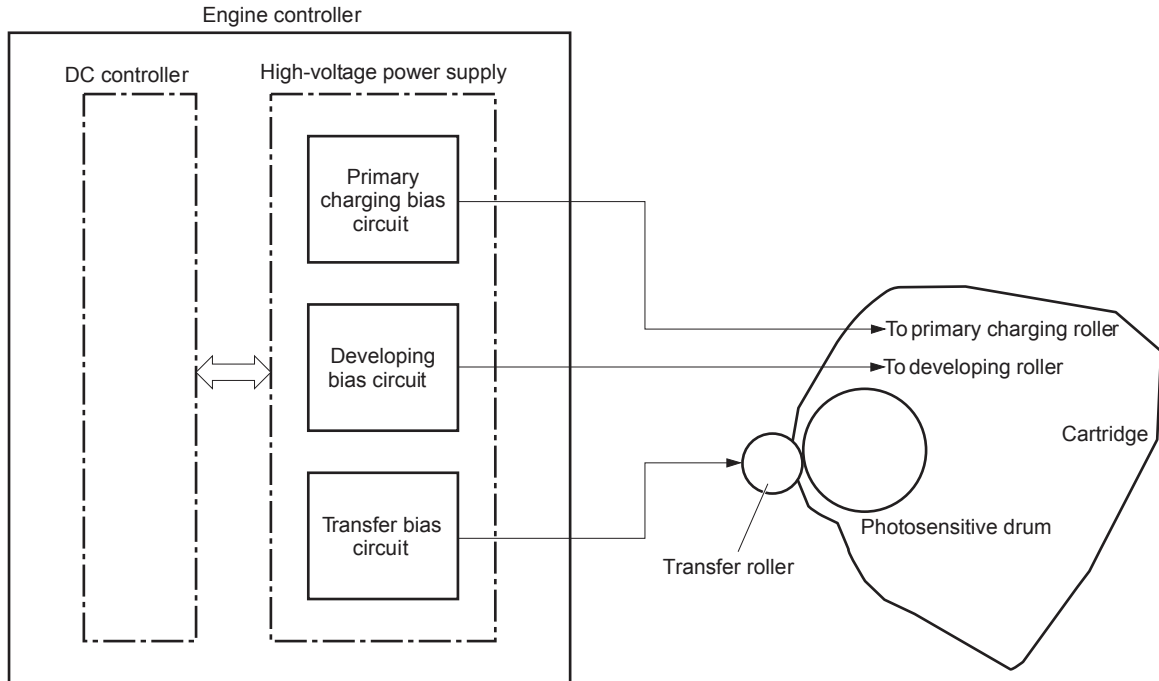 Engine controller
DC controller
High-voltage power supply
Primary
charging bias
circuit
Developing
bias circuit
Transfer bias
circuit
To primary charging roller
To developing roller
Cartridge
Photosensitive drum
Transfer roller